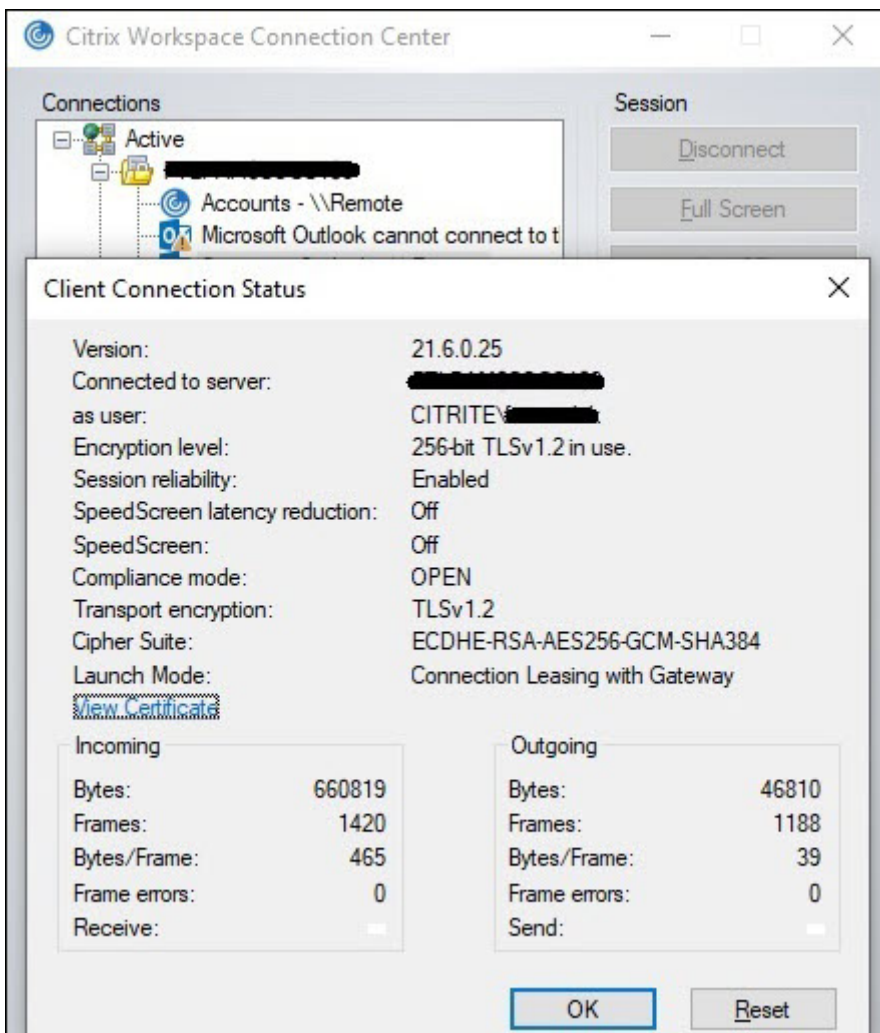 Citrix Workspace Connection Center
Connections
Session
Active
Disconnect
Accounts - \\Remote
Full Screen
Microsoft Outlook cannot connect to t
Client Connection Status
Version: 21.6.0.25
Connected to server:
as user: CITRITE\
Encryption level: 256-bit TLSv1.2 in use.
Session reliability: Enabled
SpeedScreen latency reduction: Off
SpeedScreen: Off
Compliance mode: OPEN
Transport encryption: TLSv1.2
Cipher Suite: ECDHE-RSA-AES256-GCM-SHA384
Launch Mode: Connection Leasing with Gateway
View Certificate
Incoming
Bytes: 660819
Frames: 1420
Bytes/Frame: 465
Frame errors: 0
Receive:
Outgoing
Bytes: 46810
Frames: 1188
Bytes/Frame: 39
Frame errors: 0
Send:
OK
Reset